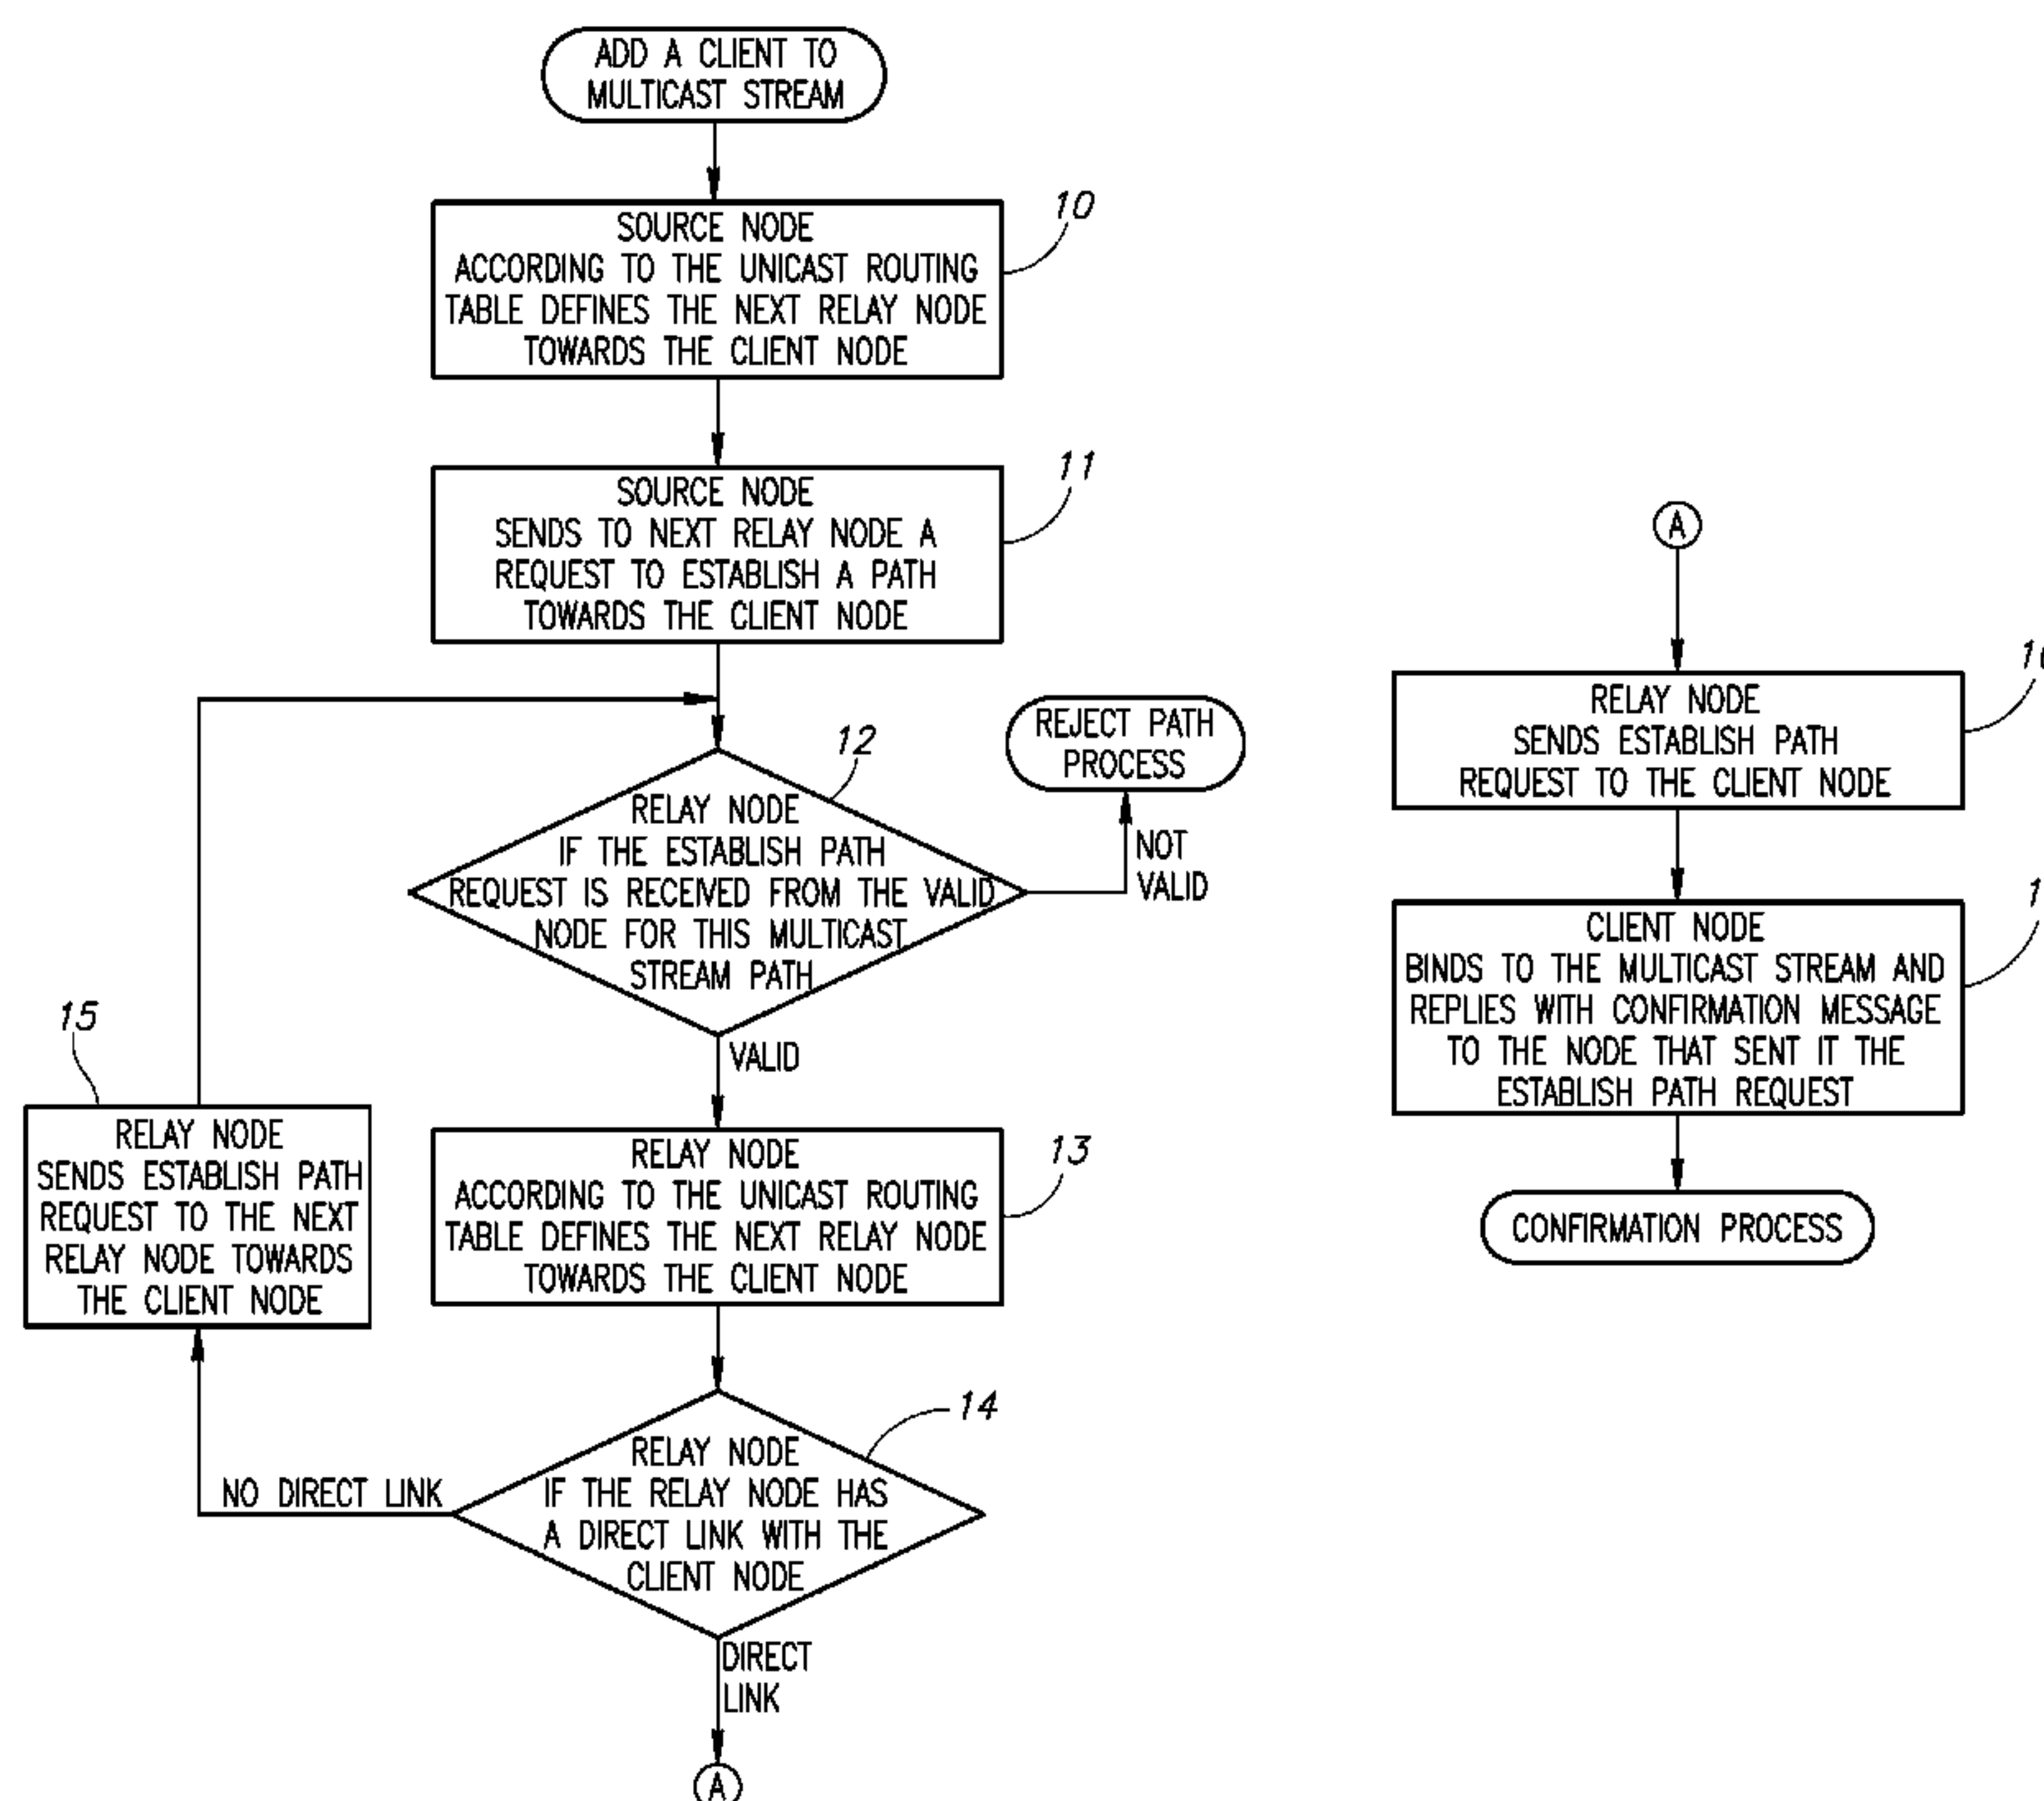 ADD A CLIENT TO
MULTICAST STREAM
10
SOURCE NODE
ACCORDING TO THE UNICAST ROUTING
TABLE DEFINES THE NEXT RELAY NODE
TOWARDS THE CLIENT NODE
11
SOURCE NODE
SENDS TO NEXT RELAY NODE A
REQUEST TO ESTABLISH A PATH
TOWARDS THE CLIENT NODE
12
RELAY NODE
IF THE ESTABLISH PATH
REQUEST IS RECEIVED FROM THE VALID
NODE FOR THIS MULTICAST
STREAM PATH
REJECT PATH
PROCESS
NOT
VALID
VALID
13
RELAY NODE
ACCORDING TO THE UNICAST ROUTING
TABLE DEFINES THE NEXT RELAY NODE
TOWARDS THE CLIENT NODE
15
RELAY NODE
SENDS ESTABLISH PATH
REQUEST TO THE NEXT
RELAY NODE TOWARDS
THE CLIENT NODE
14
RELAY NODE
IF THE RELAY NODE HAS
A DIRECT LINK WITH THE
CLIENT NODE
NO DIRECT LINK
DIRECT
LINK
A
A
RELAY NODE
SENDS ESTABLISH PATH
REQUEST TO THE CLIENT NODE
CLIENT NODE
BINDS TO THE MULTICAST STREAM AND
REPLIES WITH CONFIRMATION MESSAGE
TO THE NODE THAT SENT IT THE
ESTABLISH PATH REQUEST
CONFIRMATION PROCESS